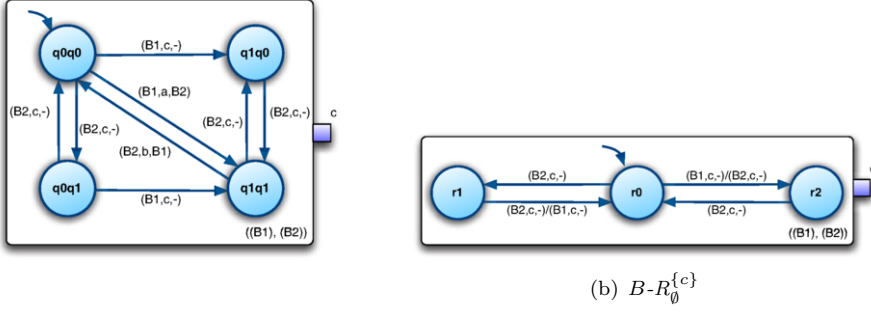 q0q0
(B1,c,-)
q1q0
(B1,a,B2)
(B2,c,-)
(B2,c,-)
(B2,c,-)
(B2,c,-)
c
(B2,b,B1)
q0q1
(B1,c,-)
q1q1
((B1), (B2))
r1
(B2,c,-)
(B2,c,-)/(B1,c,-)
r0
(B1,c,-)/(B2,c,-)
(B2,c,-)
r2
((B1), (B2))
(b) B-R∅^{c}